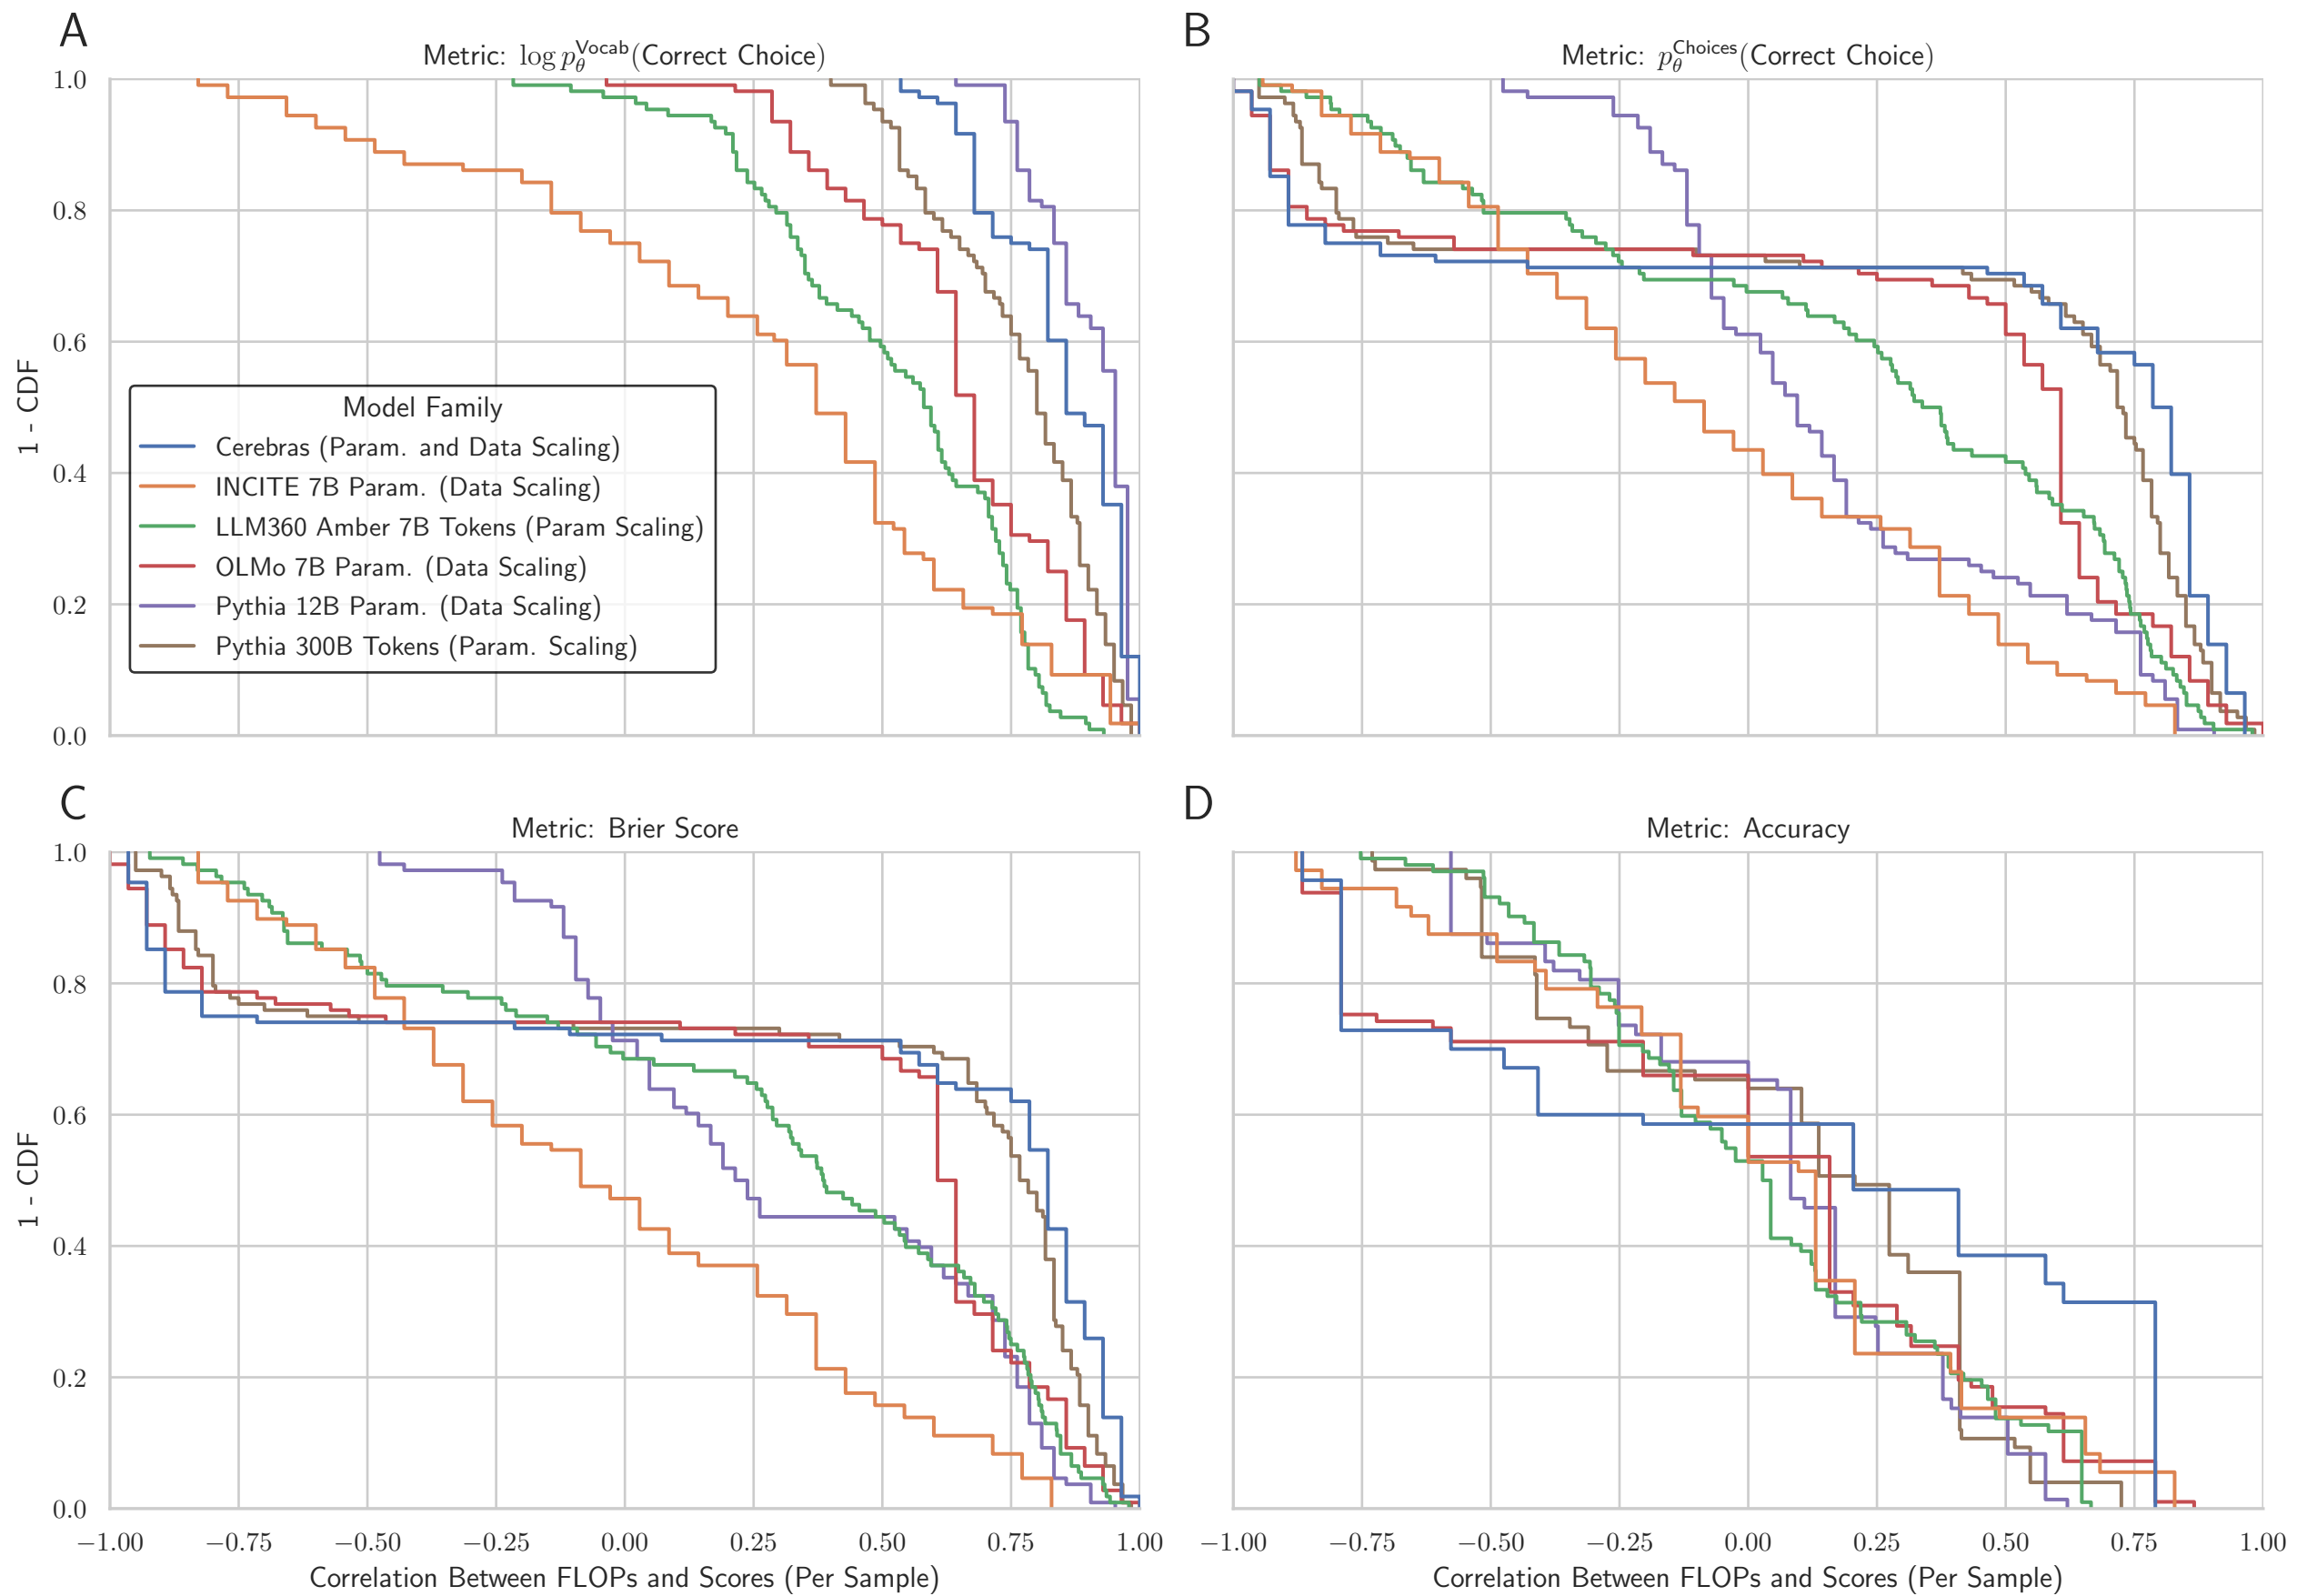 A
Metric: log p_θ^Vocab(Correct Choice)
B
Metric: p_θ^Choices(Correct Choice)
1 - CDF
1.0
0.8
0.6
0.4
0.2
0.0
Model Family
Cerebras (Param. and Data Scaling)
INCITE 7B Param. (Data Scaling)
LLM360 Amber 7B Tokens (Param Scaling)
OLMo 7B Param. (Data Scaling)
Pythia 12B Param. (Data Scaling)
Pythia 300B Tokens (Param. Scaling)
C
Metric: Brier Score
D
Metric: Accuracy
1 - CDF
1.0
0.8
0.6
0.4
0.2
0.0
−1.00 −0.75 −0.50 −0.25 0.00 0.25 0.50 0.75 1.00
Correlation Between FLOPs and Scores (Per Sample)
−1.00 −0.75 −0.50 −0.25 0.00 0.25 0.50 0.75 1.00
Correlation Between FLOPs and Scores (Per Sample)